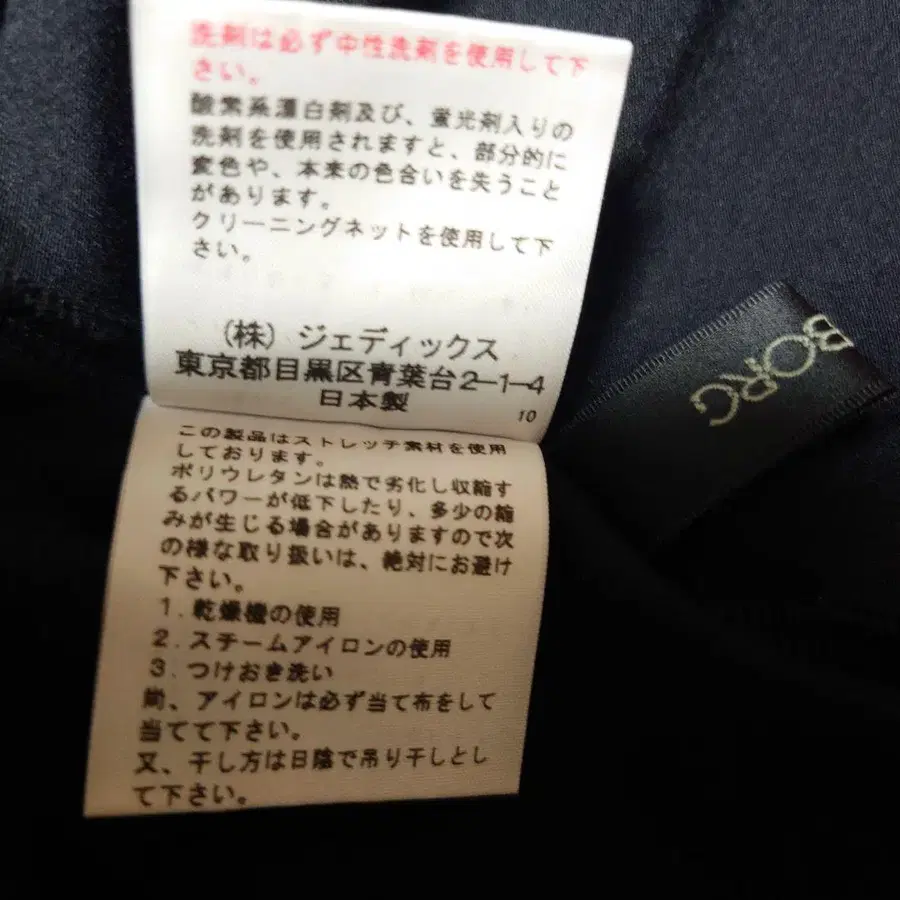 洗剤は必ず中性洗剤を使用して下
さい。
酸素系漂白剤及び、蛍光剤入りの
洗剤を使用されますと、部分的に
変色や、本来の色合いを失うこと
があります。
クリーニングネットを使用して下
さい。
(株) ジェディックス
東京都目黒区青葉台2-1-4
日本製
10
この製品はストレッチ素材を使用
しております。
ポリウレタンは熱で劣化し収縮す
るパワーが低下したり、多少の縮
みが生じる場合がありますので次
の様な取り扱いは、絶対にお避け
下さい。
1. 乾燥機の使用
2. スチームアイロンの使用
3. つけおき洗い
尚、アイロンは必ず当て布をして
当てて下さい。
又、干し方は日陰で吊り干しとし
て下さい。
BORG